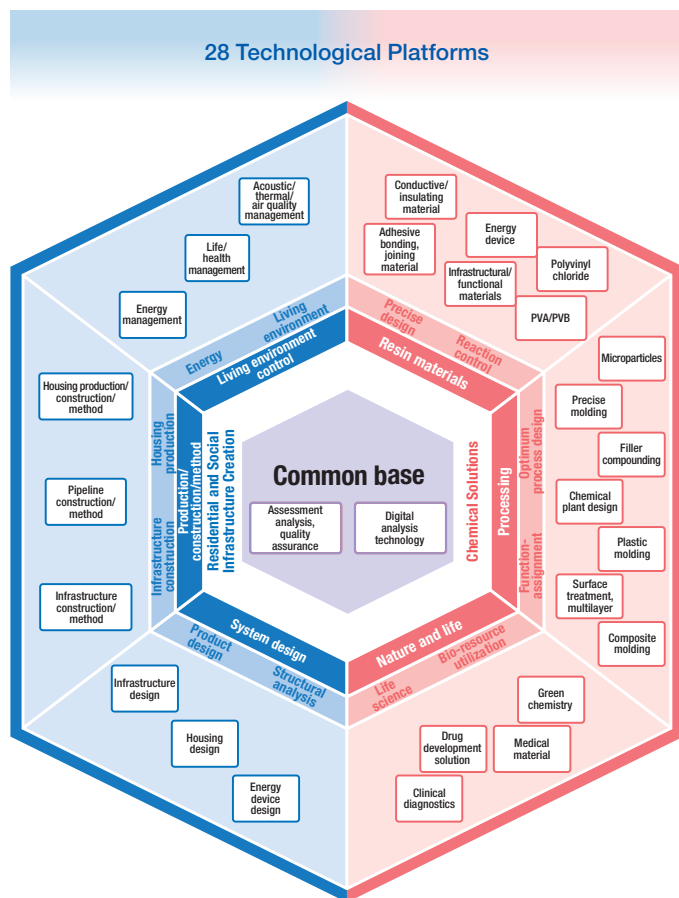 28 Technological Platforms
Acoustic/
thermal/
air quality
management
Life/
health
management
Energy
management
Conductive/
insulating
material
Adhesive
bonding,
joining
material
Energy
device
Infrastructural/
functional
materials
Polyvinyl
chloride
PVA/PVB
Energy
Living
environment
Living environment
control
Precise
design
Reaction
control
Resin materials
Housing production/
construction/
method
Pipeline
construction/
method
Infrastructure
construction/
method
Housing
production
Infrastructure
construction
Production/
construction/method
Residential and Social
Infrastructure Creation
Common base
Assessment
analysis,
quality
assurance
Digital
analysis
technology
Chemical Solutions
Processing
Optimum
process design
Function-
assignment
Microparticles
Precise
molding
Filler
compounding
Chemical
plant design
Plastic
molding
Surface
treatment,
multilayer
Composite
molding
System design
Product
design
Structural
analysis
Nature and life
Life
science
Bio-resource
utilization
Infrastructure
design
Housing
design
Energy
device
design
Green
chemistry
Drug
development
solution
Medical
material
Clinical
diagnostics